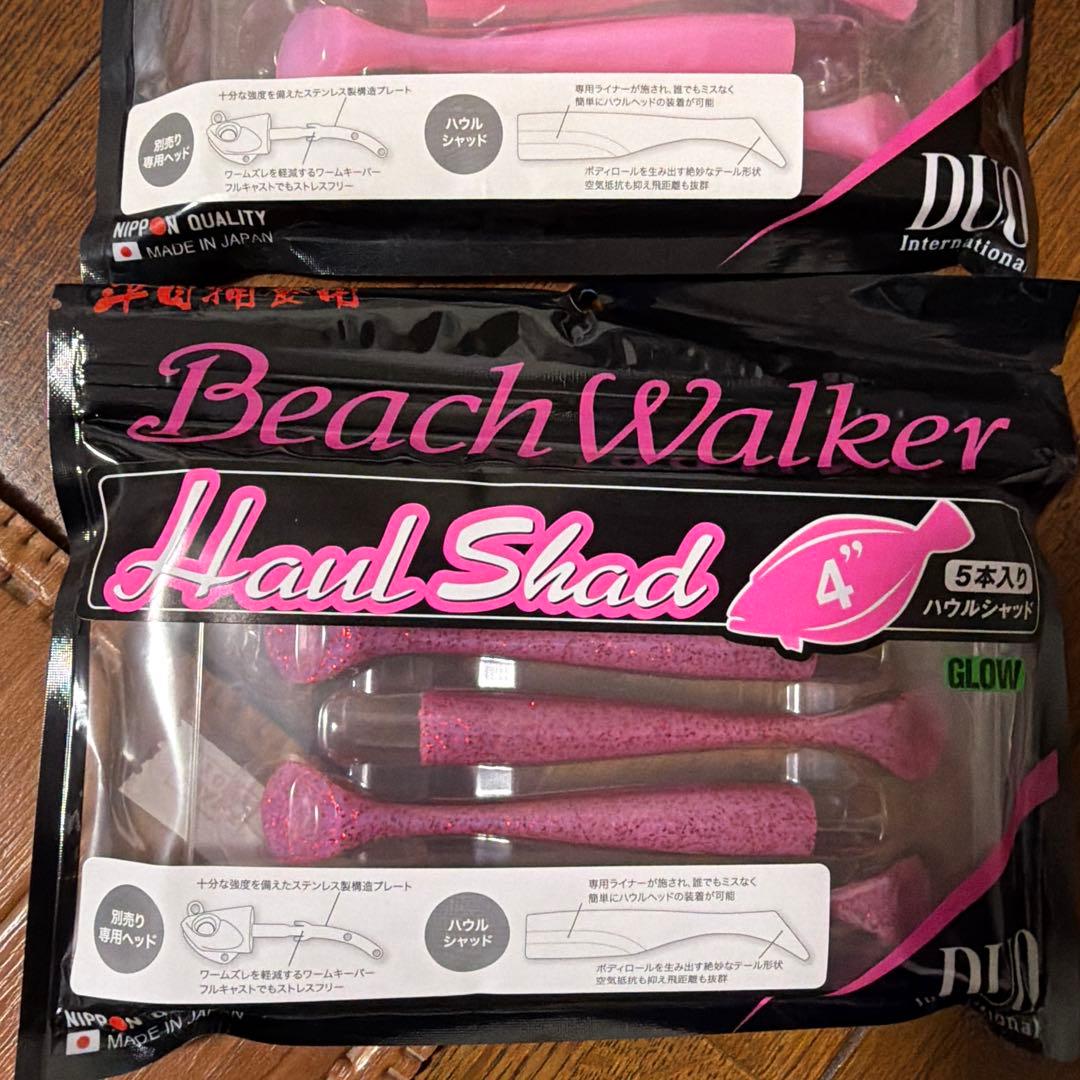 十分な強度を備えたステンレス製構造プレート
別売り
専用ヘッド
ワームズレを軽減するワームキーパー
フルキャストでもストレスフリー
ハウル
シャッド
専用ライナーが施され、誰でもミスなく
簡単にハウルヘッドの装着が可能
ボディロールを生み出す絶妙なテール形状
空気抵抗も抑え飛距離も抜群
NIPPON QUALITY
MADE IN JAPAN
DUO
International
Beach Walker
Haul Shad
4"
5本入り
ハウルシャッド
GLOW
十分な強度を備えたステンレス製構造プレート
別売り
専用ヘッド
ワームズレを軽減するワームキーパー
フルキャストでもストレスフリー
ハウル
シャッド
専用ライナーが施され、誰でもミスなく
簡単にハウルヘッドの装着が可能
ボディロールを生み出す絶妙なテール形状
空気抵抗も抑え飛距離も抜群
NIPPON
MADE IN JAPAN
DUO